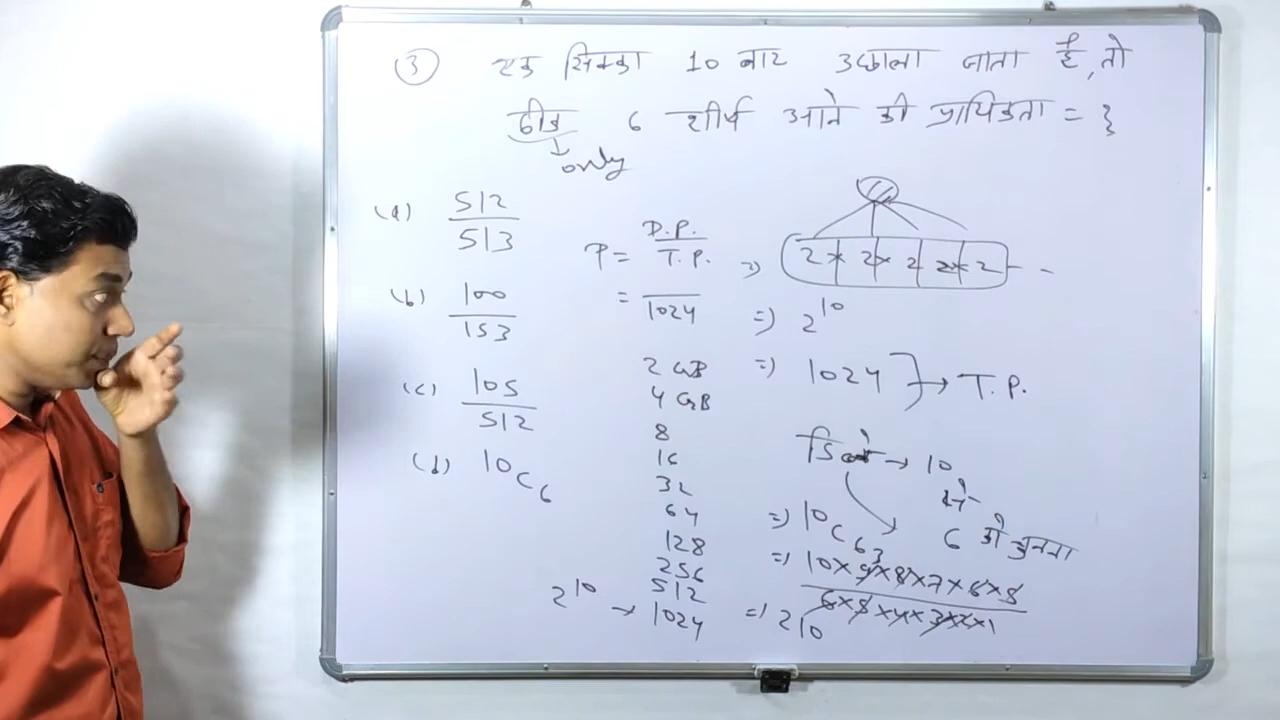 ③ एक सिक्का 10 बार उछाला जाता है, तो
ठीक 6 शीर्ष आने की प्रायिकता = ?
↓
only
(a) 512/513
(b) 100/153
(c) 105/512
(d) 10C6
P = D.P./T.P.
= /1024
2 GB
4 GB
8
16
32
64
128
256
512
2^10 → 1024
⇒ 2 × 2 × 2 2 × 2 - -
⇒ 2^10
⇒ 1024 } → T.P.
→ 10
में से
6 को चुनना
⇒ 10C6
⇒ 10×9×8×7×6×5/6×5×4×3×2×1
3
⇒ 210